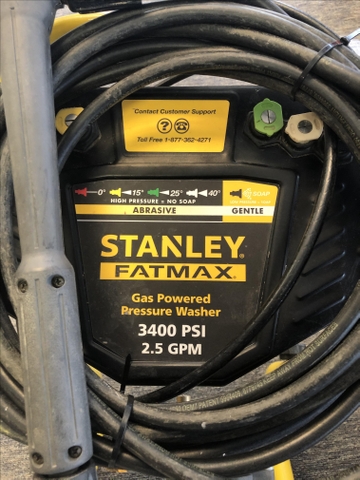 Contact Customer Support
Toll Free 1-877-362-4271
0° 15° 25° 40° SOAP
HIGH PRESSURE = NO SOAP
ABRASIVE GENTLE
STANLEY
FATMAX
Gas Powered
Pressure Washer
3400 PSI
2.5 GPM